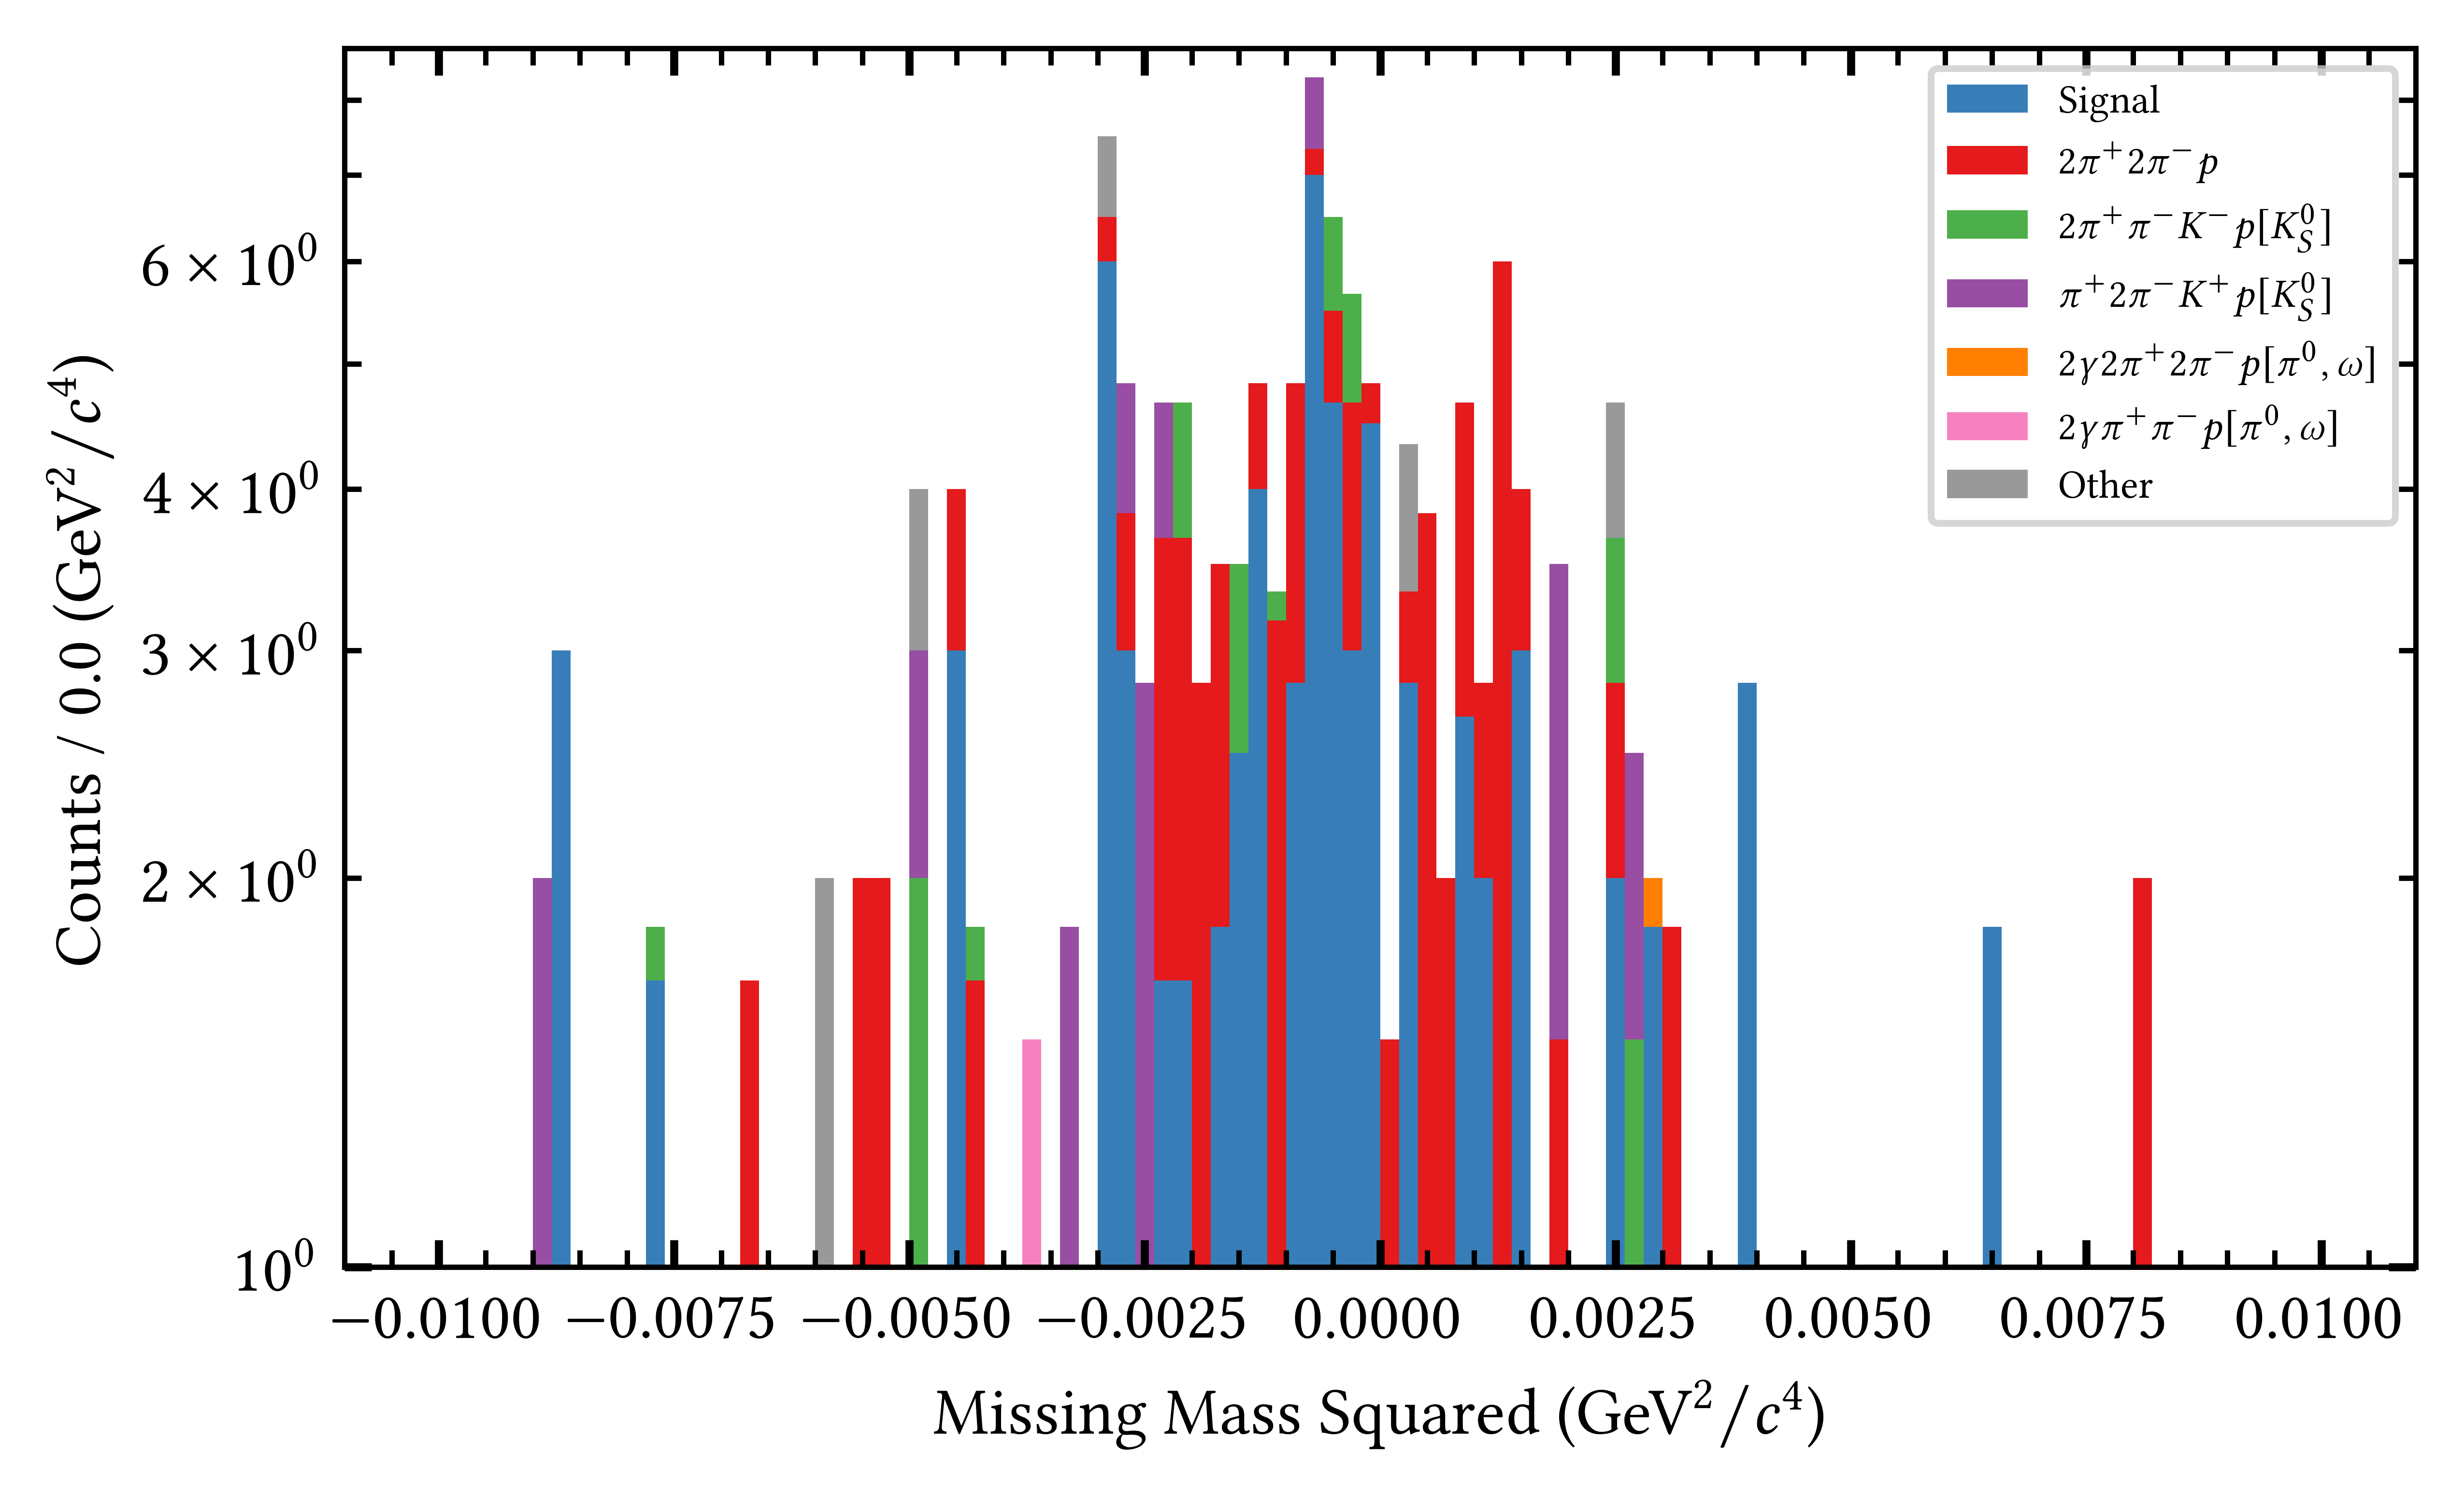 Counts / 0.0 (GeV²/c⁴)
6 × 10⁰
4 × 10⁰
3 × 10⁰
2 × 10⁰
10⁰
Signal
2π⁺2π⁻p
2π⁺π⁻K⁻p[K⁰_S]
π⁺2π⁻K⁺p[K⁰_S]
2γ2π⁺2π⁻p[π⁰, ω]
2γπ⁺π⁻p[π⁰, ω]
Other
−0.0100 −0.0075 −0.0050 −0.0025 0.0000 0.0025 0.0050 0.0075 0.0100
Missing Mass Squared (GeV²/c⁴)